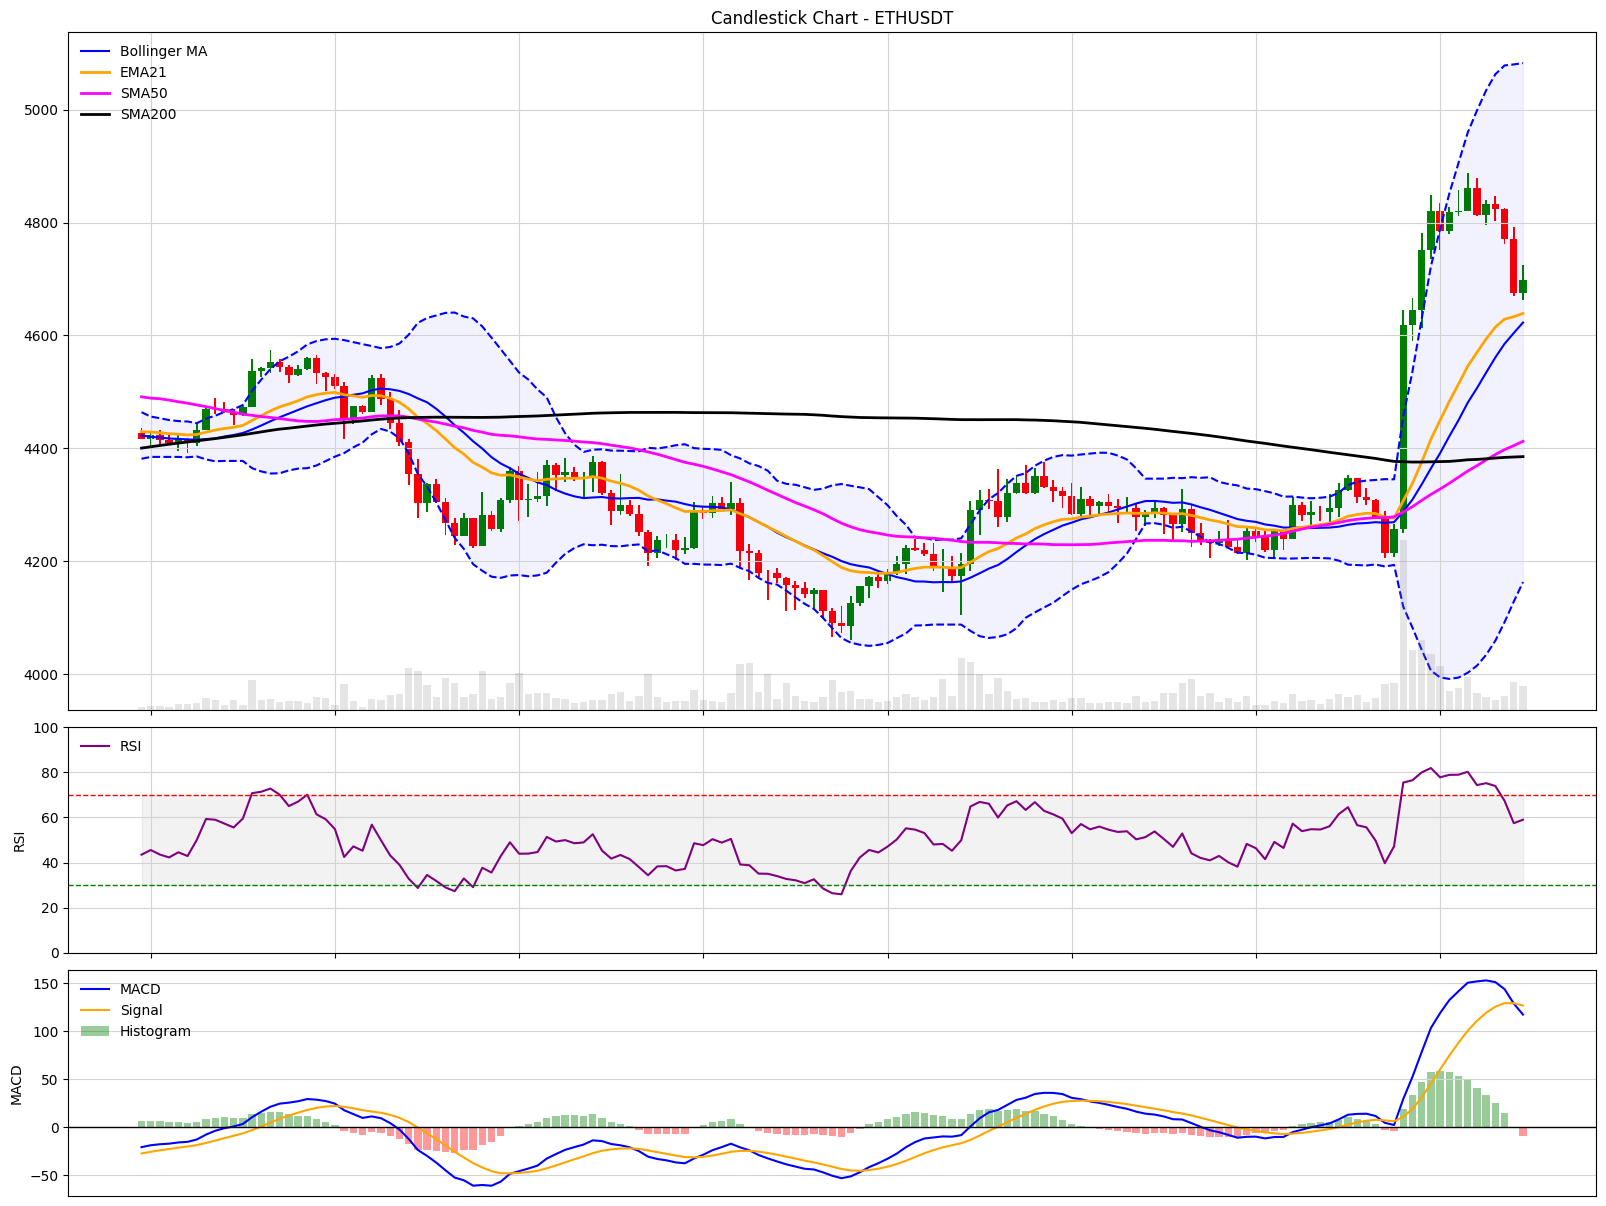 Candlestick Chart - ETHUSDT
Bollinger MA
EMA21
SMA50
SMA200
5000
4800
4600
4400
4200
4000
RSI
100
80
60
40
20
0
RSI
MACD
Signal
Histogram
150
100
50
0
−50
MACD